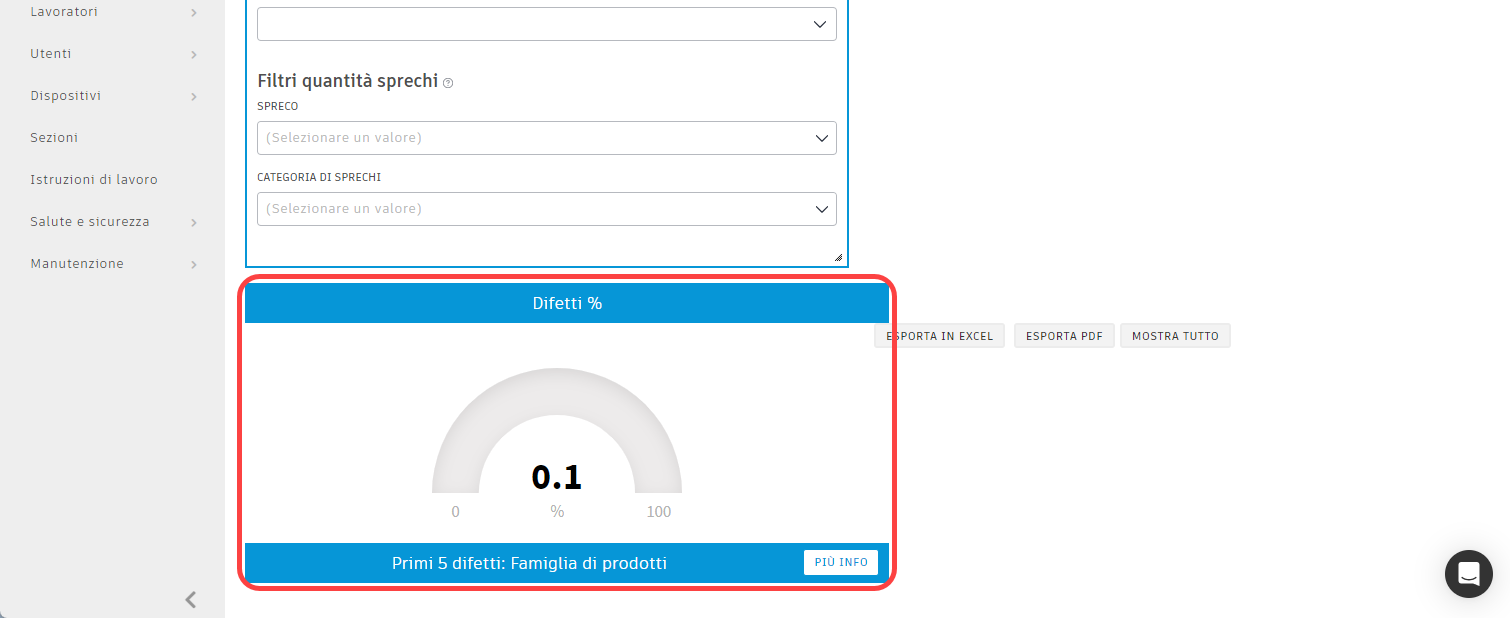 Lavoratori
Utenti
Dispositivi
Sezioni
Istruzioni di lavoro
Salute e sicurezza
Manutenzione
Filtri quantità sprechi
SPRECO
(Selezionare un valore)
CATEGORIA DI SPRECHI
(Selezionare un valore)
Difetti %
ESPORTA IN EXCEL ESPORTA PDF MOSTRA TUTTO
0.1
0 % 100
Primi 5 difetti: Famiglia di prodotti PIÙ INFO